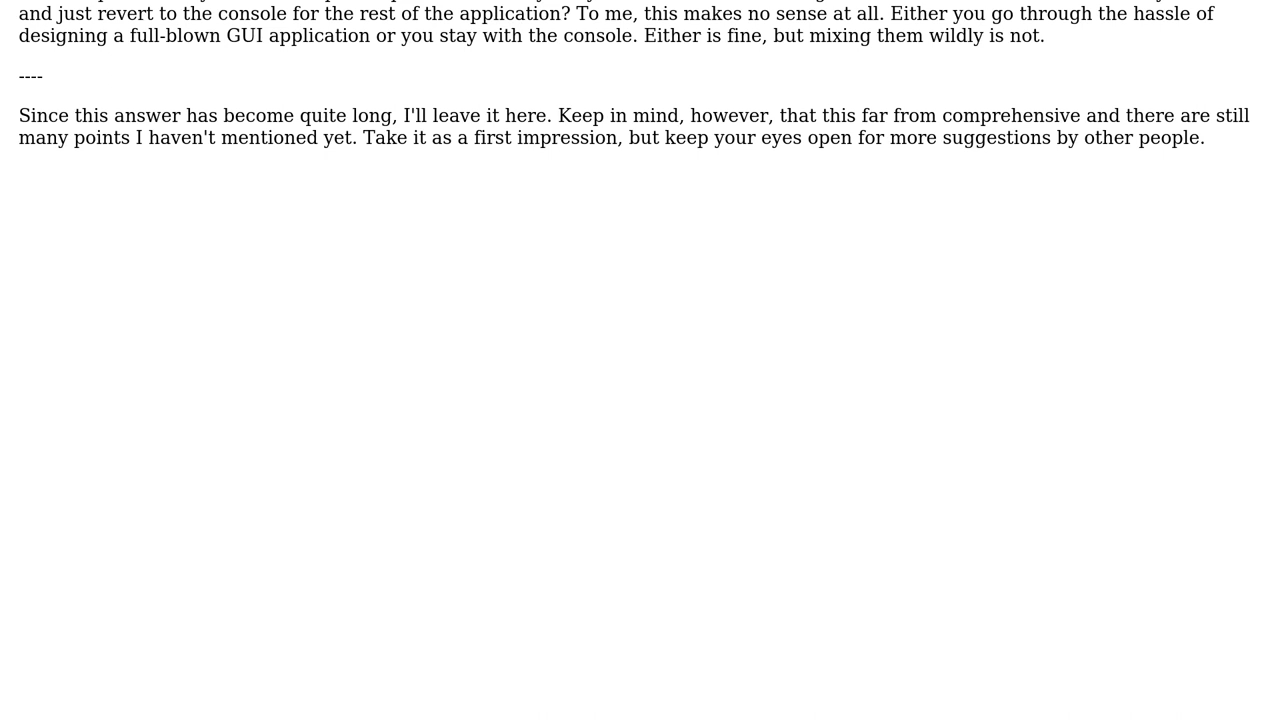 and just revert to the console for the rest of the application? To me, this makes no sense at all. Either you go through the hassle of
designing a full-blown GUI application or you stay with the console. Either is fine, but mixing them wildly is not.
----
Since this answer has become quite long, I'll leave it here. Keep in mind, however, that this far from comprehensive and there are still
many points I haven't mentioned yet. Take it as a first impression, but keep your eyes open for more suggestions by other people.